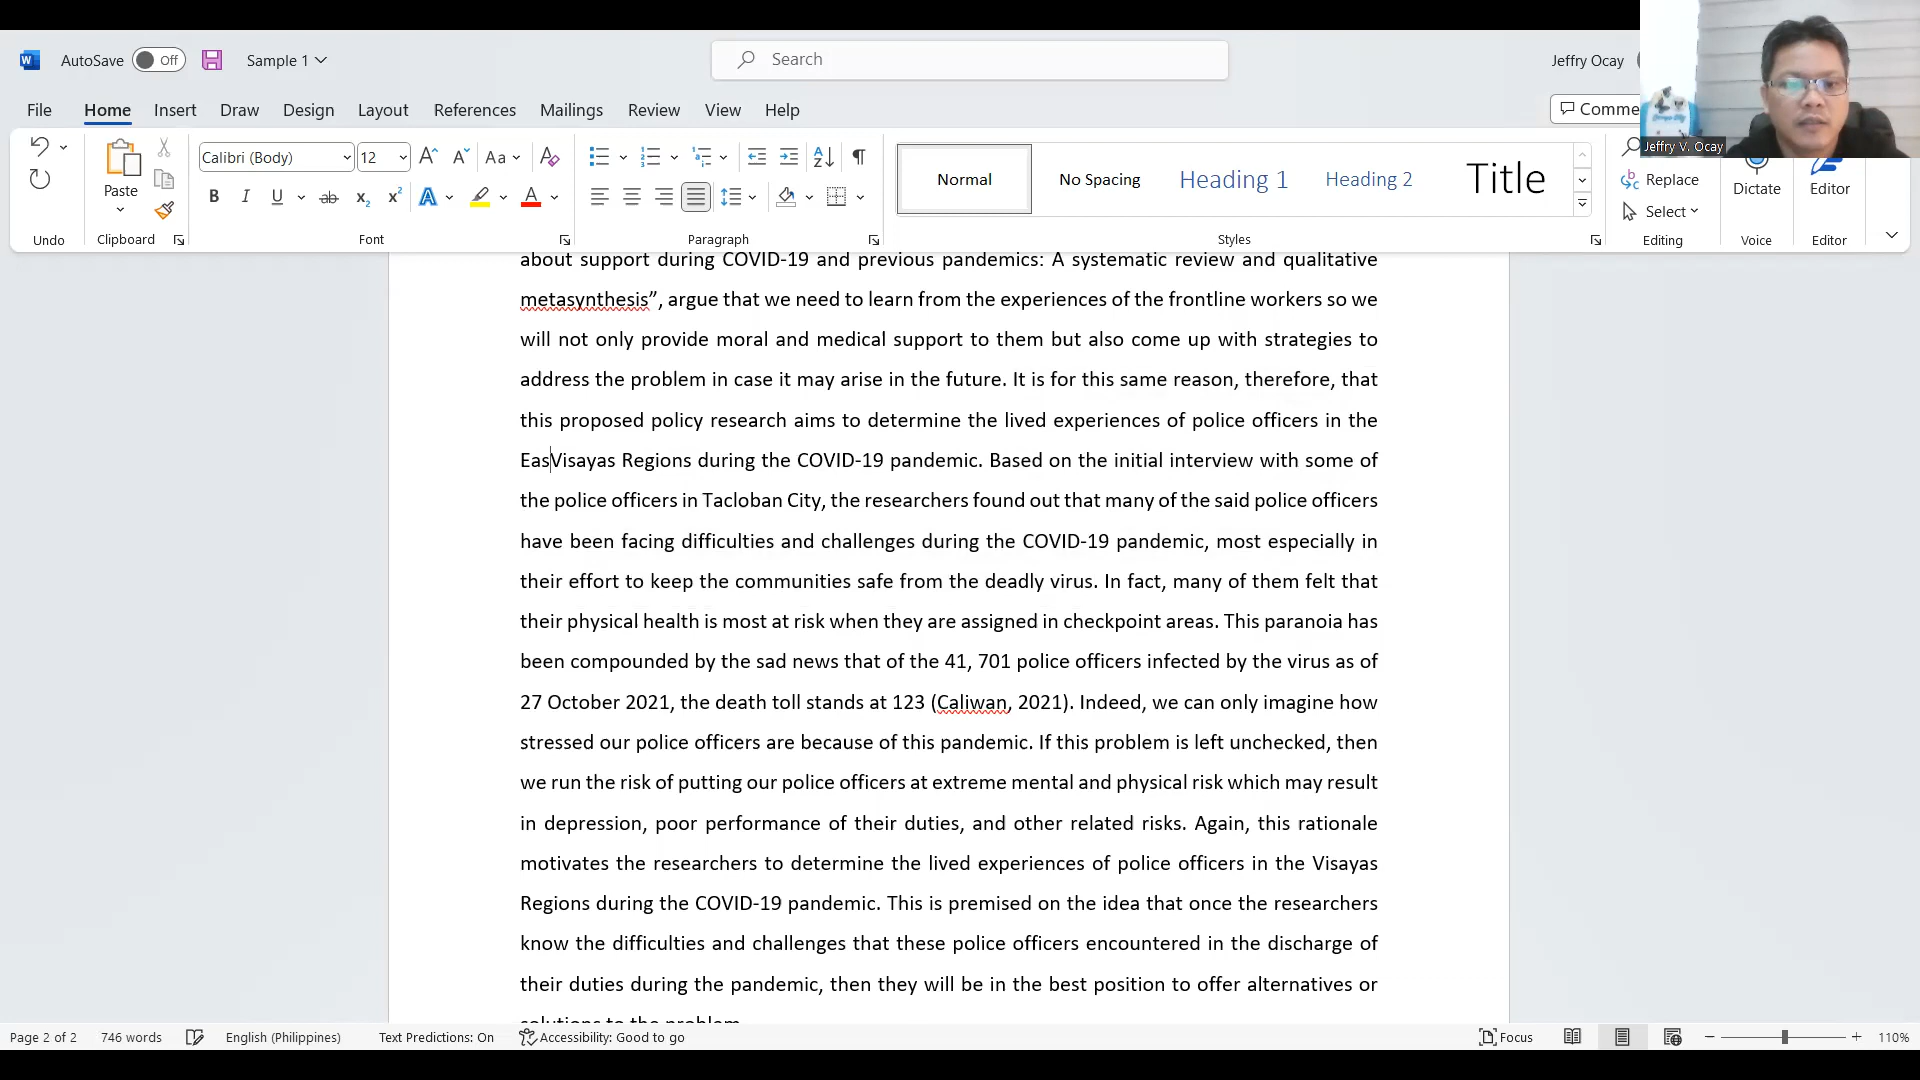 AutoSave
Off
Sample 1
Search
Jeffry Ocay
File
Home
Insert
Draw
Design
Layout
References
Mailings
Review
View
Help
Comme
Jeffry V. Ocay
Paste
Calibri (Body)
12
Aa
Normal
No Spacing
Heading 1
Heading 2
Title
Replace
Select
Dictate
Editor
Undo
Clipboard
Font
Paragraph
Styles
Editing
Voice
Editor
about support during COVID-19 and previous pandemics: A systematic review and qualitative
metasynthesis”, argue that we need to learn from the experiences of the frontline workers so we
will not only provide moral and medical support to them but also come up with strategies to
address the problem in case it may arise in the future. It is for this same reason, therefore, that
this proposed policy research aims to determine the lived experiences of police officers in the
EasVisayas Regions during the COVID-19 pandemic. Based on the initial interview with some of
the police officers in Tacloban City, the researchers found out that many of the said police officers
have been facing difficulties and challenges during the COVID-19 pandemic, most especially in
their effort to keep the communities safe from the deadly virus. In fact, many of them felt that
their physical health is most at risk when they are assigned in checkpoint areas. This paranoia has
been compounded by the sad news that of the 41, 701 police officers infected by the virus as of
27 October 2021, the death toll stands at 123 (Caliwan, 2021). Indeed, we can only imagine how
stressed our police officers are because of this pandemic. If this problem is left unchecked, then
we run the risk of putting our police officers at extreme mental and physical risk which may result
in depression, poor performance of their duties, and other related risks. Again, this rationale
motivates the researchers to determine the lived experiences of police officers in the Visayas
Regions during the COVID-19 pandemic. This is premised on the idea that once the researchers
know the difficulties and challenges that these police officers encountered in the discharge of
their duties during the pandemic, then they will be in the best position to offer alternatives or
solutions to the problem.
Page 2 of 2
746 words
English (Philippines)
Text Predictions: On
Accessibility: Good to go
Focus
110%